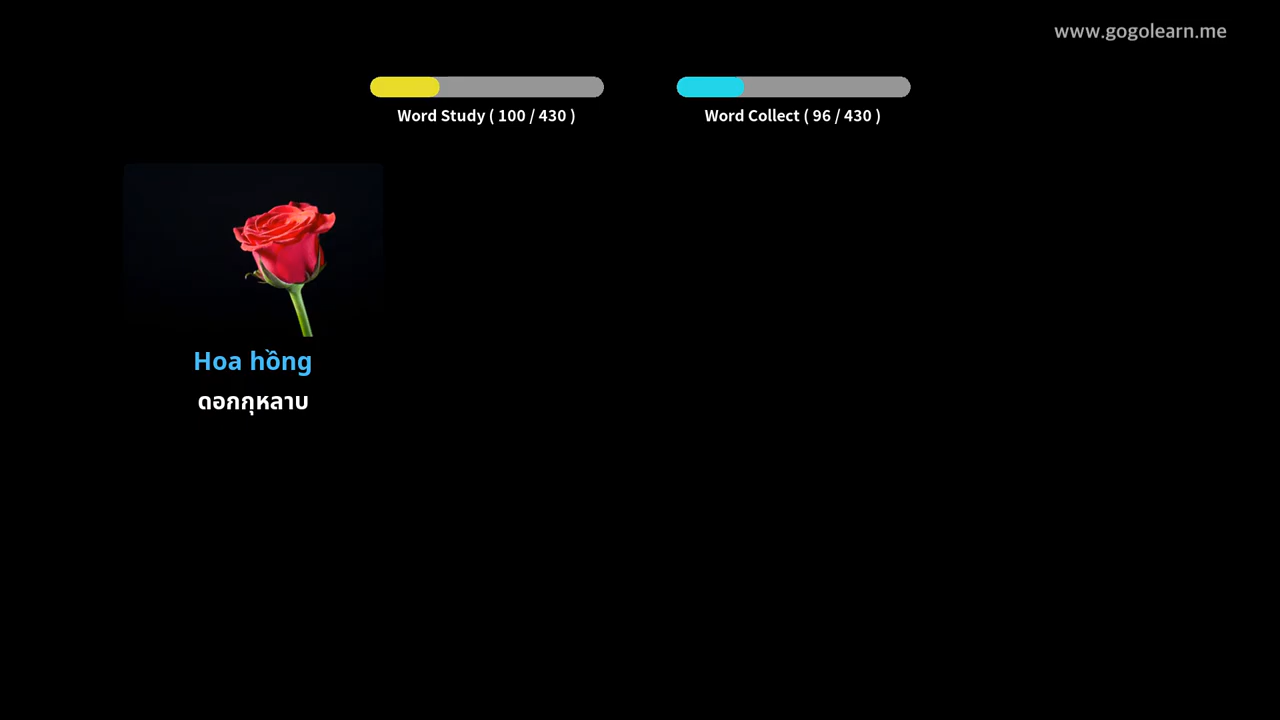 www.gogolearn.me
Word Study ( 100 / 430 )
Word Collect ( 96 / 430 )
Hoa hồng
ดอกกุหลาบ